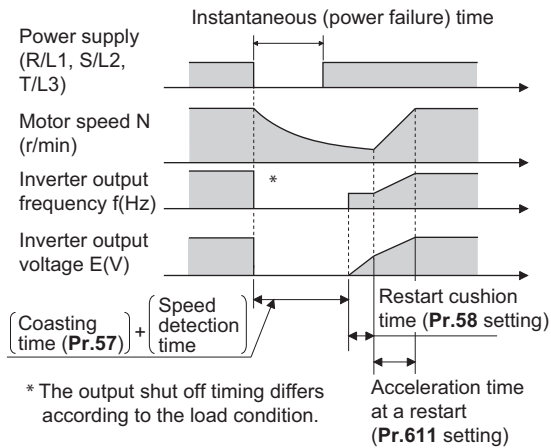 Instantaneous (power failure) time
Power supply
(R/L1, S/L2,
T/L3)
Motor speed N
(r/min)
Inverter output
frequency f(Hz)
*
Inverter output
voltage E(V)
Coasting
time (Pr.57)
+
Speed
detection
time
Restart cushion
time (Pr.58 setting)
* The output shut off timing differs
according to the load condition.
Acceleration time
at a restart
(Pr.611 setting)